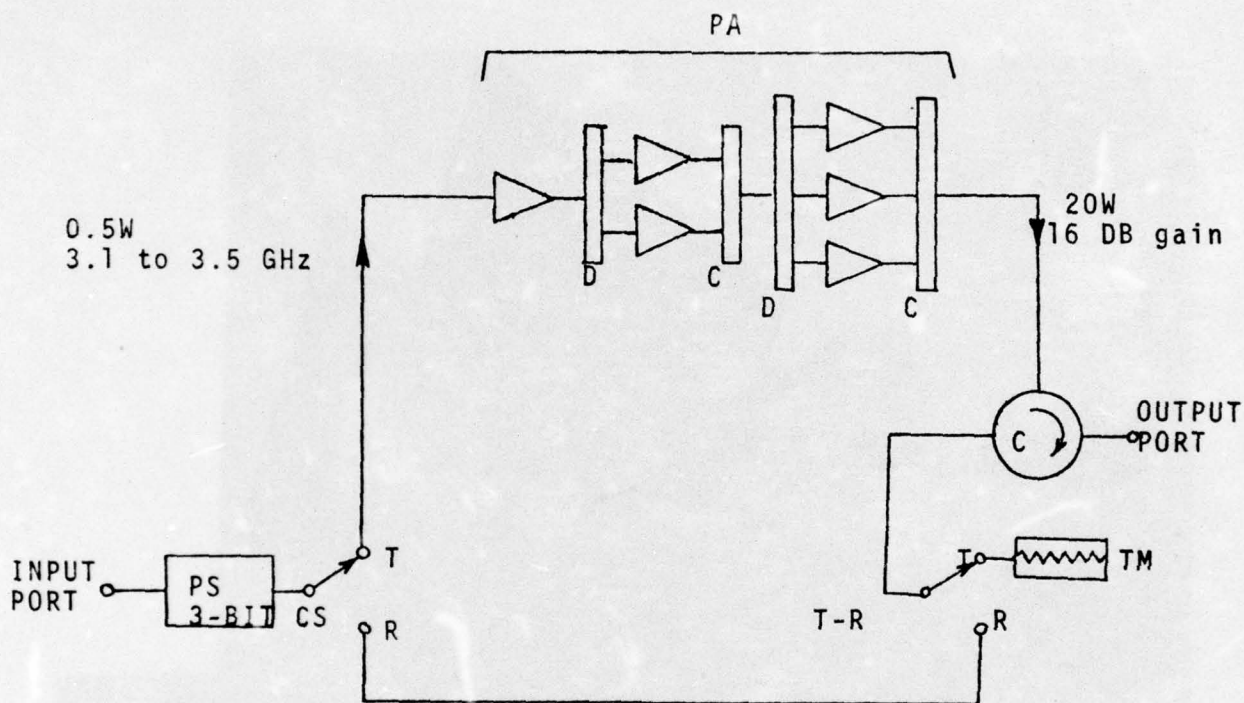 PA
0.5W
3.1 to 3.5 GHz
D
C
D
C
20W
16 DB gain
C
OUTPUT
PORT
INPUT
PORT
PS
3-BIT
CS
T
R
T-R
T
TM
R